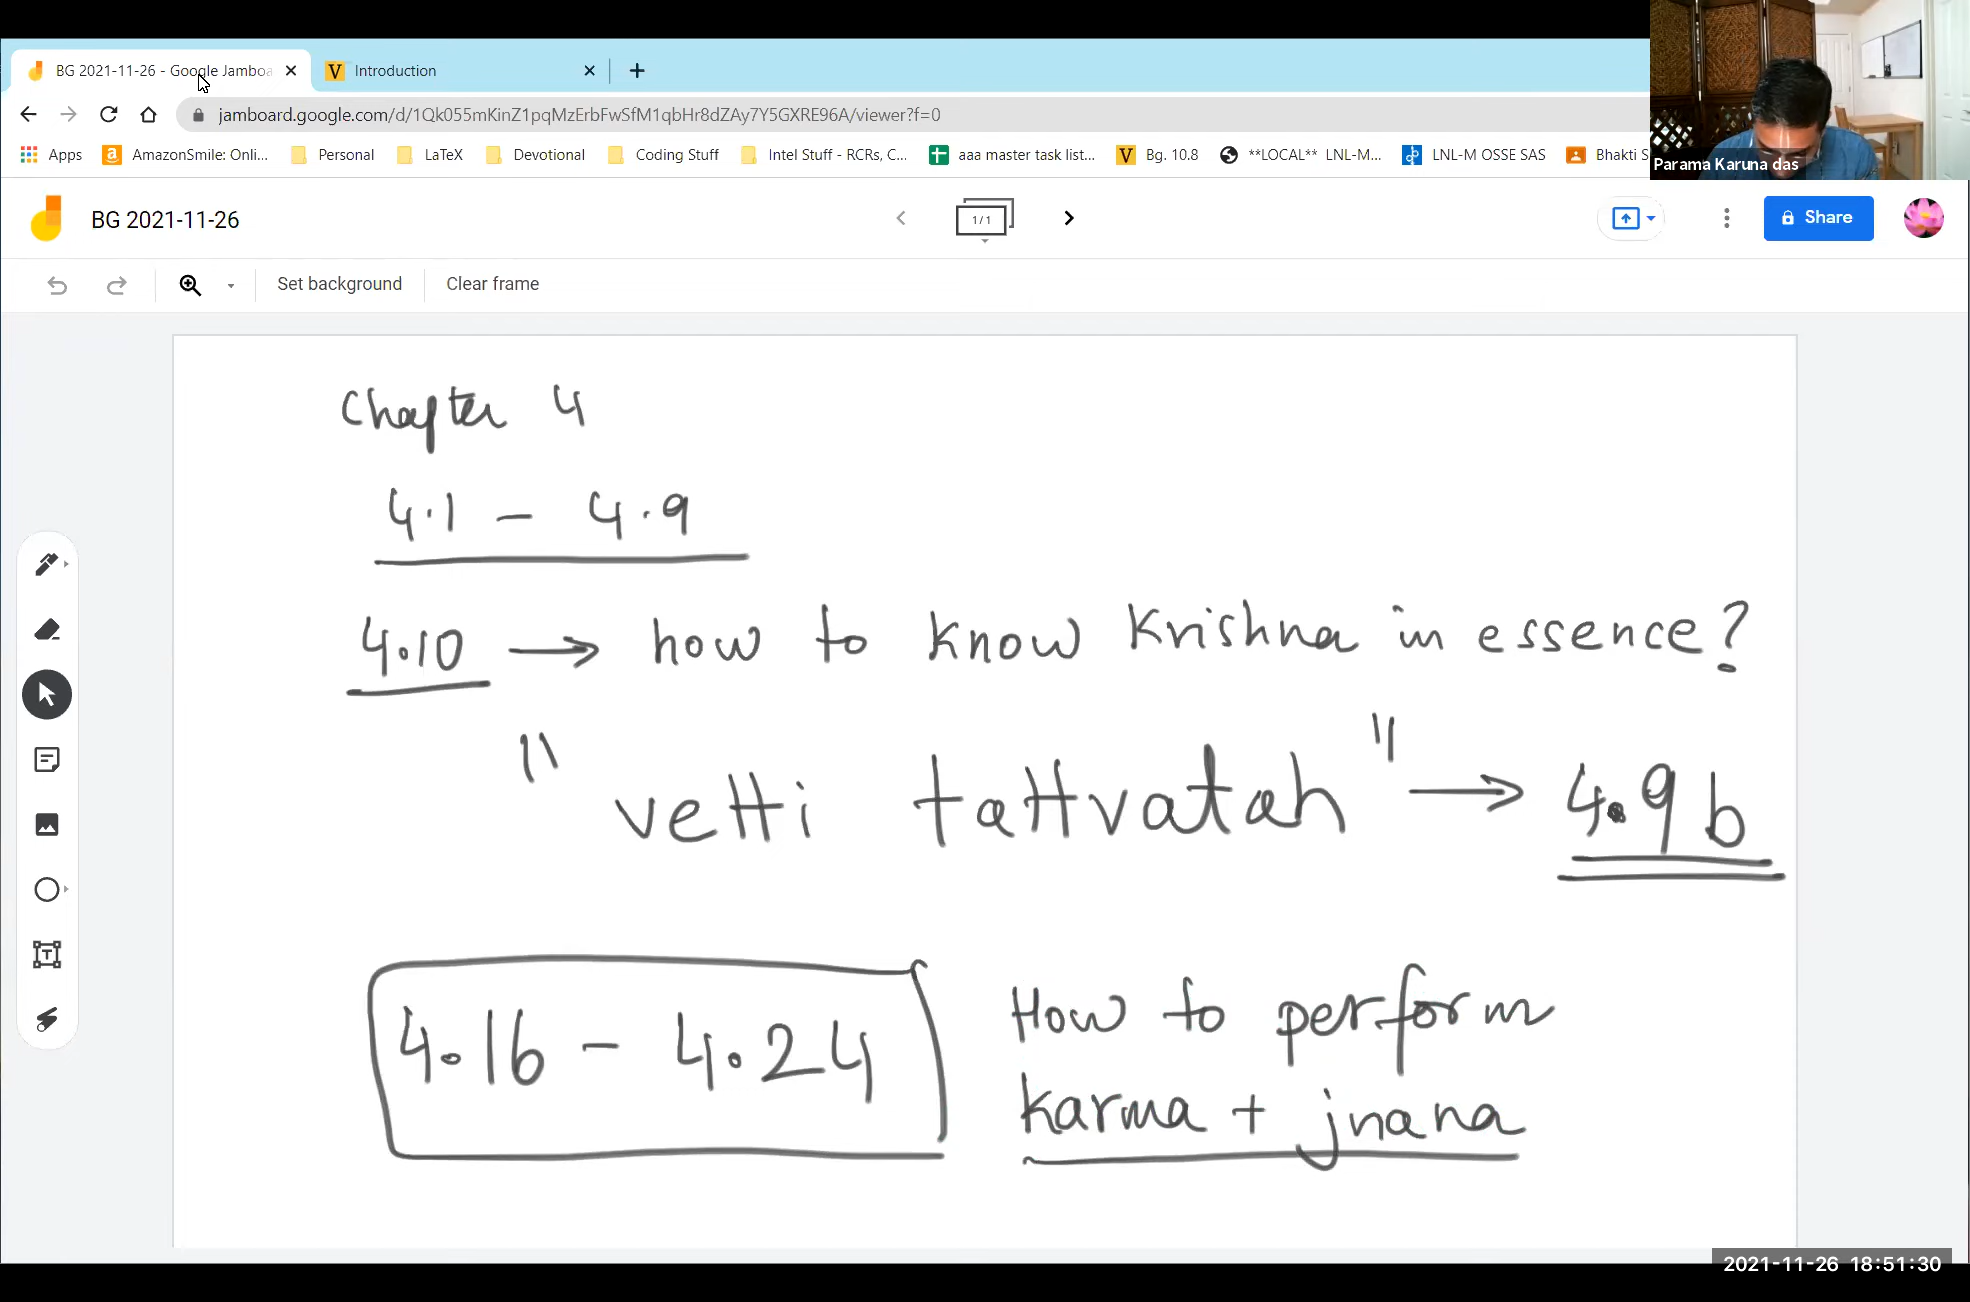 BG 2021-11-26 - Google Jamboa
Introduction
jamboard.google.com/d/1Qk055mKinZ1pqMzErbFwSfM1qbHr8dZAy7Y5GXRE96A/viewer?f=0
Apps AmazonSmile: Onli... Personal LaTeX Devotional Coding Stuff Intel Stuff - RCRs, C... aaa master task list... Bg. 10.8 **LOCAL** LNL-M... LNL-M OSSE SAS Bhakti S
Parama Karuna das
BG 2021-11-26
1/1
Share
Set background
Clear frame
Chapter 4
4.1 - 4.9
4.10 → how to know Krishna in essence?
"vetti tattvatah" → 4.9b
4.16 - 4.24
How to perform
karma + jnana
2021-11-26 18:51:30